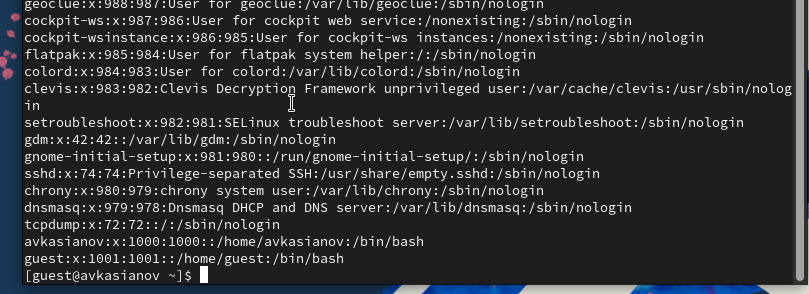 geoclue:x:988:987:User for geoclue:/var/lib/geoclue:/sbin/nologin
cockpit-ws:x:987:986:User for cockpit web service:/nonexisting:/sbin/nologin
cockpit-wsinstance:x:986:985:User for cockpit-ws instances:/nonexisting:/sbin/nologin
flatpak:x:985:984:User for flatpak system helper:/:/sbin/nologin
colord:x:984:983:User for colord:/var/lib/colord:/sbin/nologin
clevis:x:983:982:Clevis Decryption Framework unprivileged user:/var/cache/clevis:/usr/sbin/nolog
in
setroubleshoot:x:982:981:SELinux troubleshoot server:/var/lib/setroubleshoot:/sbin/nologin
gdm:x:42:42::/var/lib/gdm:/sbin/nologin
gnome-initial-setup:x:981:980::/run/gnome-initial-setup/:/sbin/nologin
sshd:x:74:74:Privilege-separated SSH:/usr/share/empty.sshd:/sbin/nologin
chrony:x:980:979:chrony system user:/var/lib/chrony:/sbin/nologin
dnsmasq:x:979:978:Dnsmasq DHCP and DNS server:/var/lib/dnsmasq:/sbin/nologin
tcpdump:x:72:72::/:/sbin/nologin
avkasianov:x:1000:1000::/home/avkasianov:/bin/bash
guest:x:1001:1001::/home/guest:/bin/bash
[guest@avkasianov ~]$